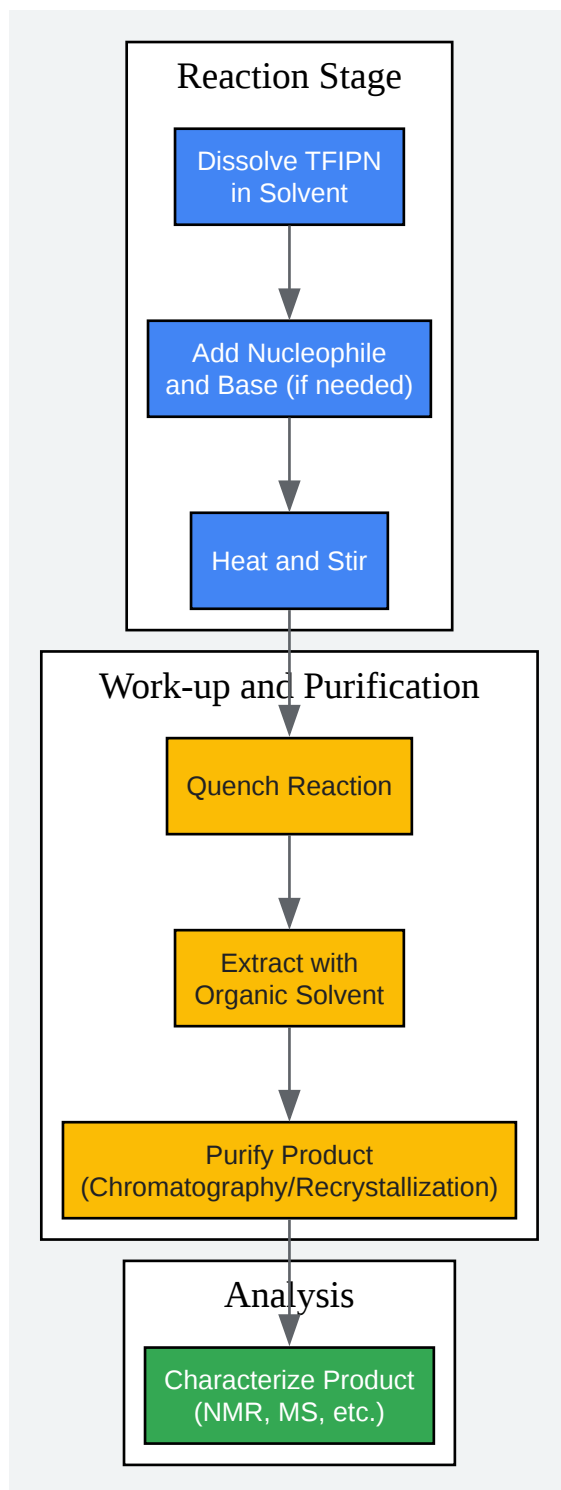 Reaction Stage
Dissolve TFIPN
in Solvent
Add Nucleophile
and Base (if needed)
Heat and Stir
Work-up and Purification
Quench Reaction
Extract with
Organic Solvent
Purify Product
(Chromatography/Recrystallization)
Analysis
Characterize Product
(NMR, MS, etc.)